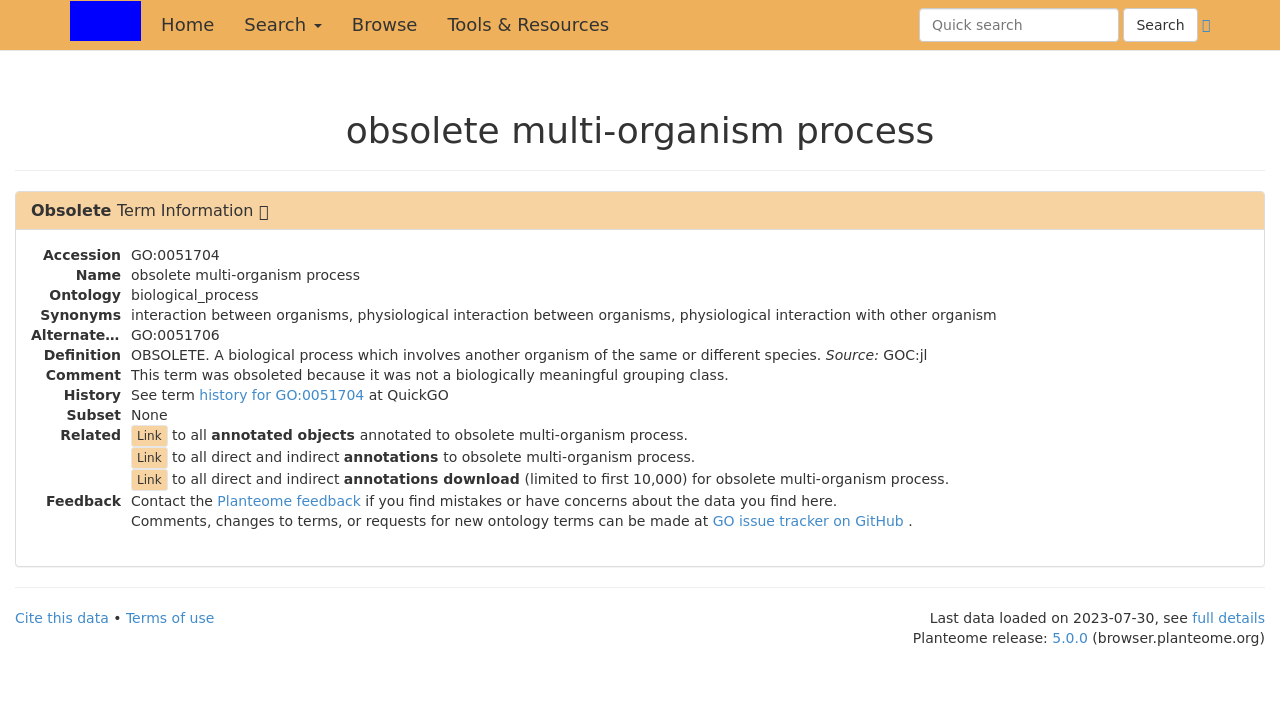 Home Search Browse Tools & Resources Quick search Search
obsolete multi-organism process
Obsolete Term Information
Accession GO:0051704
Name obsolete multi-organism process
Ontology biological_process
Synonyms interaction between organisms, physiological interaction between organisms, physiological interaction with other organism
Alternate... GO:0051706
Definition OBSOLETE. A biological process which involves another organism of the same or different species. Source: GOC:jl
Comment This term was obsoleted because it was not a biologically meaningful grouping class.
History See term history for GO:0051704 at QuickGO
Subset None
Related Link to all annotated objects annotated to obsolete multi-organism process.
Link to all direct and indirect annotations to obsolete multi-organism process.
Link to all direct and indirect annotations download (limited to first 10,000) for obsolete multi-organism process.
Feedback Contact the Planteome feedback if you find mistakes or have concerns about the data you find here.
Comments, changes to terms, or requests for new ontology terms can be made at GO issue tracker on GitHub .
Cite this data • Terms of use Last data loaded on 2023-07-30, see full details
Planteome release: 5.0.0 (browser.planteome.org)